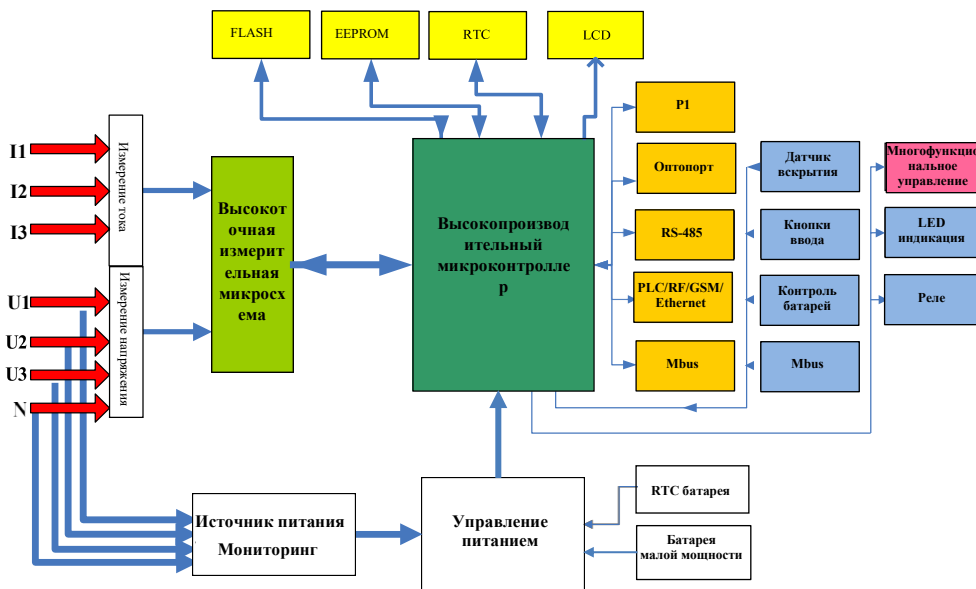 FLASH
EEPROM
RTC
LCD
I1
I2
I3
U1
U2
U3
N
Измерение тока
Измерение напряжения
Высокот
очная
измерит
ельная
микросх
ема
Высокопроизвод
ительный
микроконтролле
р
P1
Оптопорт
RS-485
PLC/RF/GSM/
Ethernet
Mbus
Датчик
вскрытия
Кнопки
ввода
Контроль
батарей
Mbus
Многофункцио
нальное
управление
LED
индикация
Реле
Источник питания
Мониторинг
Управление
питанием
RTC батарея
Батарея
малой мощности